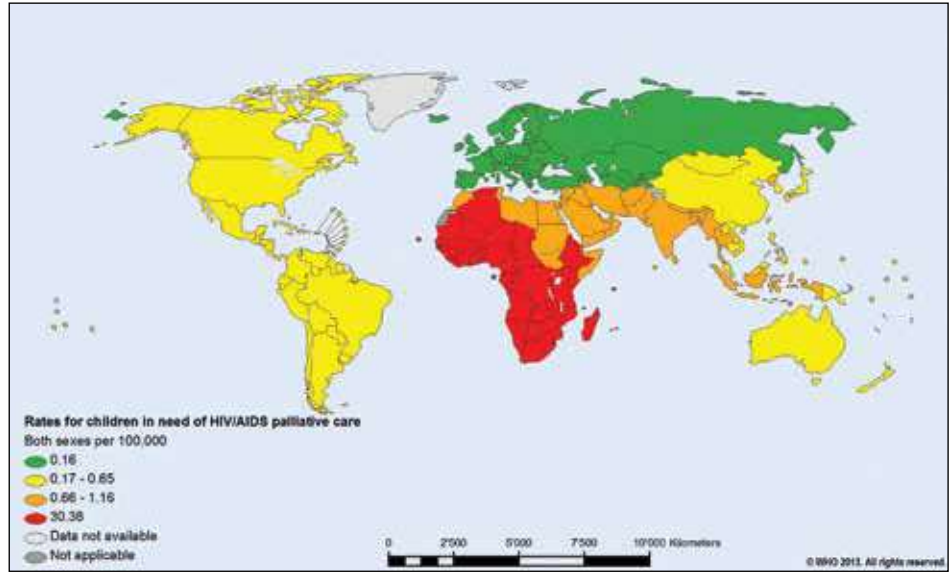 Rates for children in need of HIV/AIDS palliative care
Both sexes per 100,000
0.16
0.17 - 0.65
0.66 - 1.16
30.38
Data not available
Not applicable
0 2'500 5'000 7'500 10'000 Kilometers
© WHO 2013. All rights reserved.